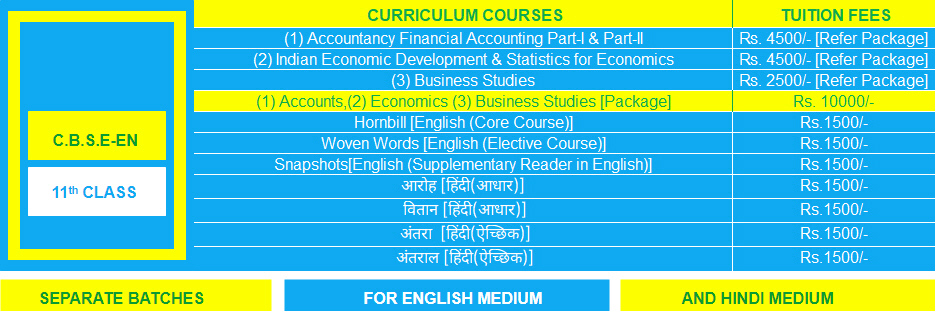 CURRICULUM COURSES TUITION FEES
(1) Accountancy Financial Accounting Part-I & Part-II Rs. 4500/- [Refer Package]
(2) Indian Economic Development & Statistics for Economics Rs. 4500/- [Refer Package]
(3) Business Studies Rs. 2500/- [Refer Package]
(1) Accounts,(2) Economics (3) Business Studies [Package] Rs. 10000/-
Hornbill [English (Core Course)] Rs.1500/-
C.B.S.E-EN
Woven Words [English (Elective Course)] Rs.1500/-
Snapshots[English (Supplementary Reader in English)] Rs.1500/-
11th CLASS
आरोह [हिंदी(आधार)] Rs.1500/-
वितान [हिंदी(आधार)] Rs.1500/-
अंतरा [हिंदी(ऐच्छिक)] Rs.1500/-
अंतराल [हिंदी(ऐच्छिक)] Rs.1500/-
SEPARATE BATCHES FOR ENGLISH MEDIUM AND HINDI MEDIUM